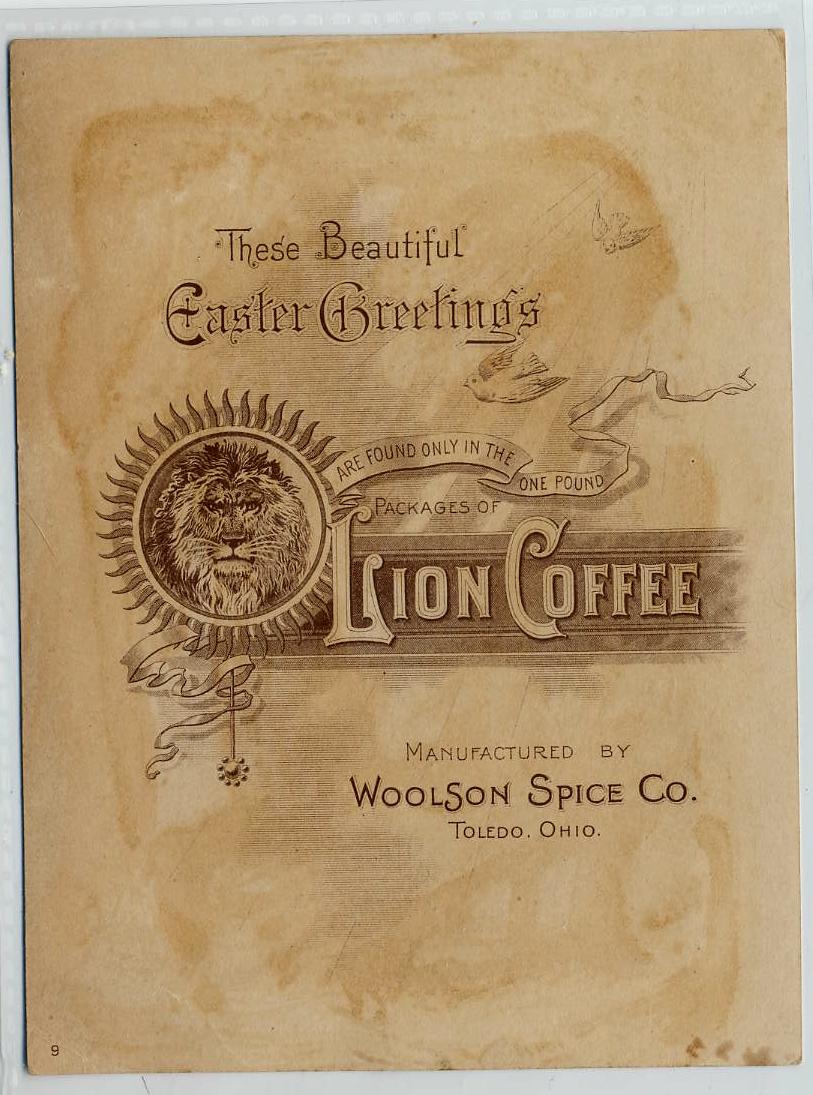 These Beautiful
Easter Greetings
ARE FOUND ONLY IN THE
ONE POUND
PACKAGES OF
LION COFFEE
MANUFACTURED BY
WOOLSON SPICE CO.
TOLEDO. OHIO.
9